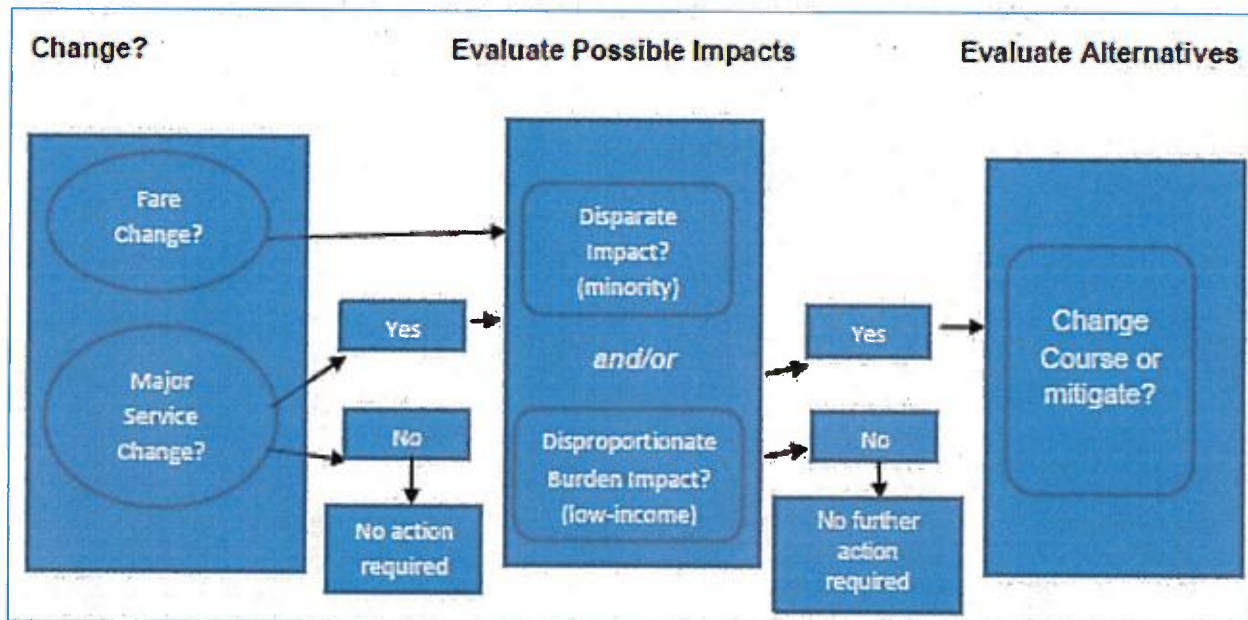 Change?
Evaluate Possible Impacts
Evaluate Alternatives
Fare
Change?
Major
Service
Change?
Yes
No
No action
required
Disparate
Impact?
(minority)
and/or
Disproportionate
Burden Impact?
(low-income)
Yes
No
No further
action
required
Change
Course or
mitigate?